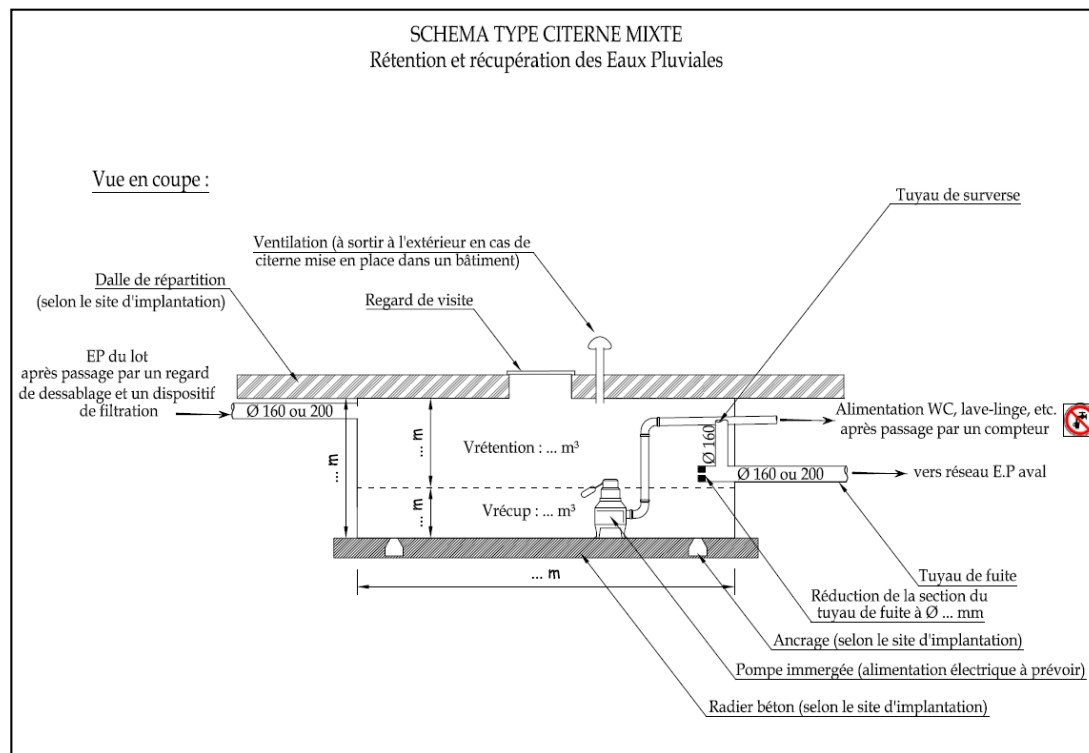 SCHEMA TYPE CITERNE MIXTE
Rétention et récupération des Eaux Pluviales
Vue en coupe :
Tuyau de surverse
Ventilation (à sortir à l'extérieur en cas de
citerne mise en place dans un bâtiment)
Dalle de répartition
(selon le site d'implantation)
Regard de visite
EP du lot
après passage par un regard
de dessablage et un dispositif
de filtration
Ø 160 ou 200
... m
... m
... m
Vrétention : ... m³
Vrécup : ... m³
Ø 160
Alimentation WC, lave-linge, etc.
après passage par un compteur
Ø 160 ou 200
vers réseau E.P aval
... m
Tuyau de fuite
Réduction de la section du
tuyau de fuite à Ø ... mm
Ancrage (selon le site d'implantation)
Pompe immergée (alimentation électrique à prévoir)
Radier béton (selon le site d'implantation)